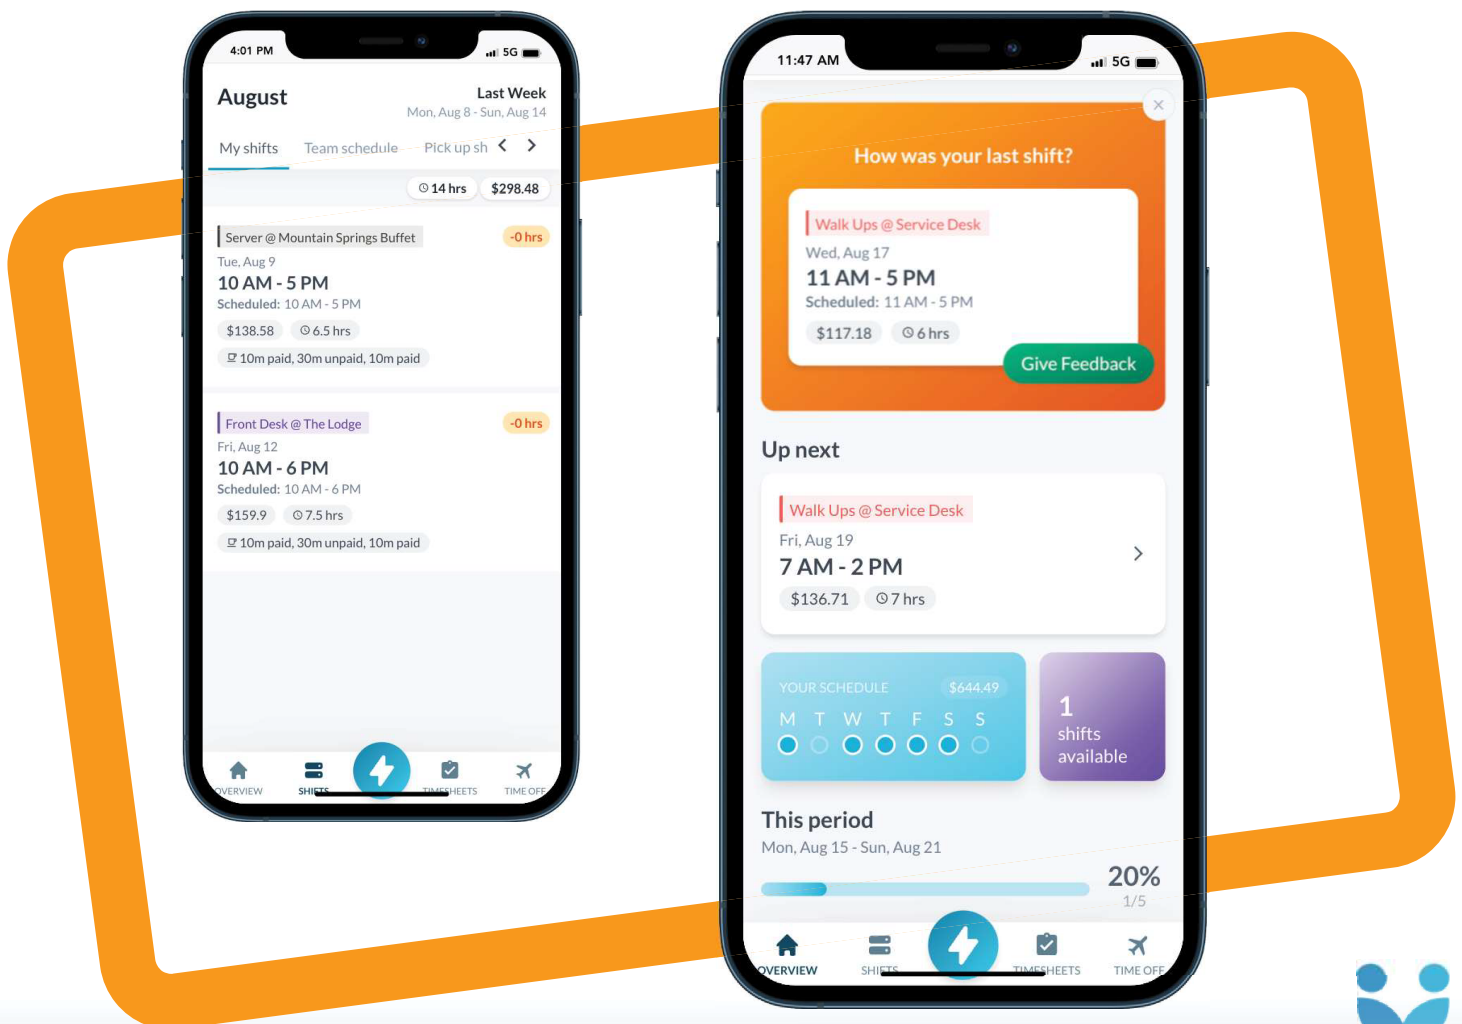 4:01 PM
5G
August
Last Week
Mon, Aug 8 - Sun, Aug 14
My shifts
Team schedule
Pick up sh
14 hrs
$298.48
Server @ Mountain Springs Buffet
-0 hrs
Tue, Aug 9
10 AM - 5 PM
Scheduled: 10 AM - 5 PM
$138.58
6.5 hrs
10m paid, 30m unpaid, 10m paid
Front Desk @ The Lodge
-0 hrs
Fri, Aug 12
10 AM - 6 PM
Scheduled: 10 AM - 6 PM
$159.9
7.5 hrs
10m paid, 30m unpaid, 10m paid
OVERVIEW
SHIFTS
TIMESHEETS
TIME OFF
11:47 AM
5G
How was your last shift?
Walk Ups @ Service Desk
Wed, Aug 17
11 AM - 5 PM
Scheduled: 11 AM - 5 PM
$117.18
6 hrs
Give Feedback
Up next
Walk Ups @ Service Desk
Fri, Aug 19
7 AM - 2 PM
$136.71
7 hrs
YOUR SCHEDULE
$644.49
M T W T F S S
1
shifts
available
This period
Mon, Aug 15 - Sun, Aug 21
20%
1/5
OVERVIEW
SHIFTS
TIMESHEETS
TIME OFF